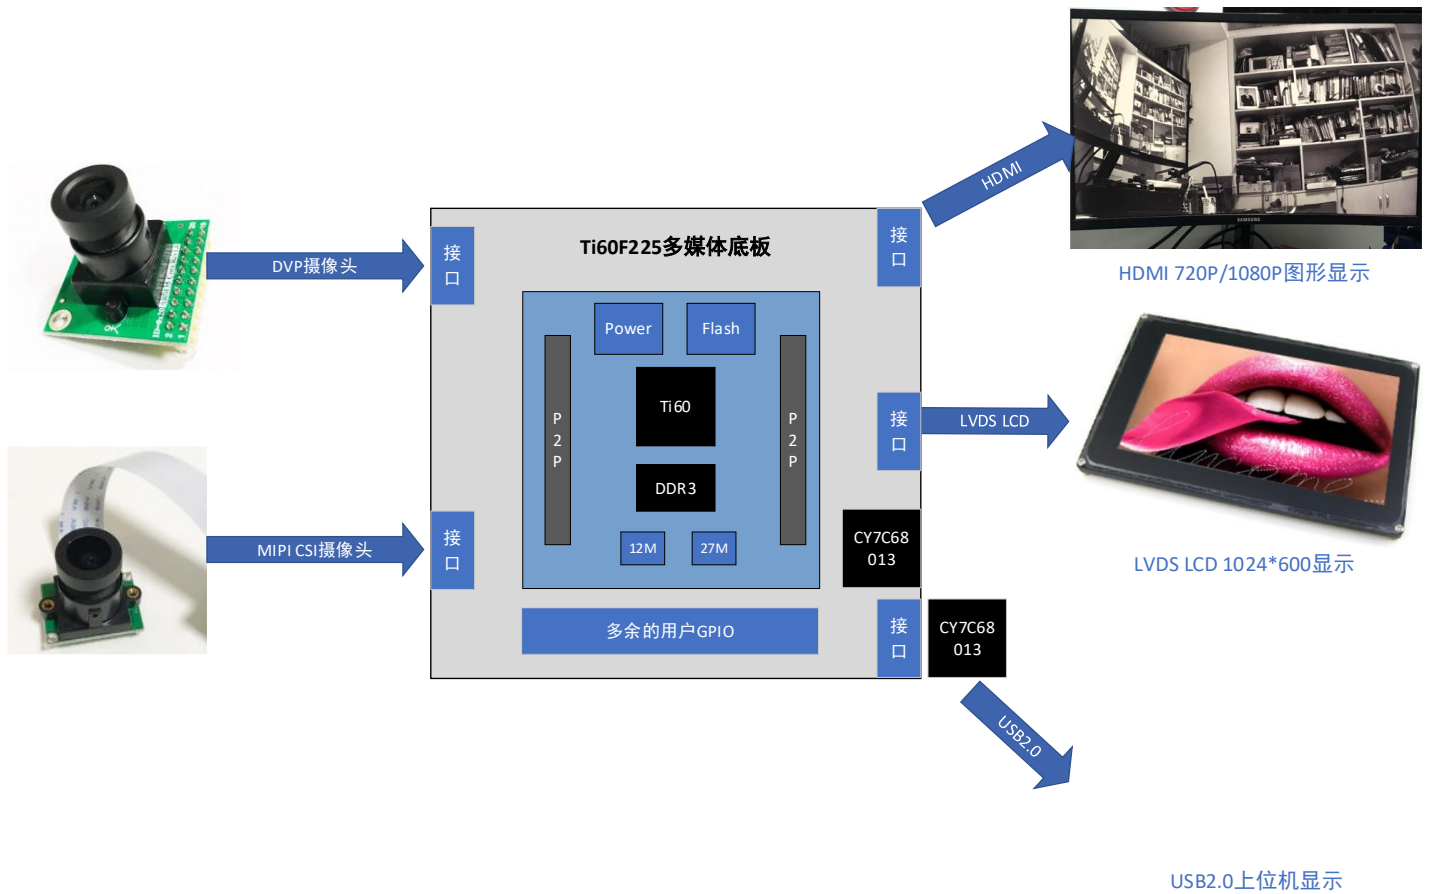 Ti60F225多媒体底板
接
口
DVP摄像头
接
口
HDMI
SAMSUNG
HDMI 720P/1080P图形显示
Power
Flash
P
2
P
Ti60
P
2
P
接
口
LVDS LCD
LVDS LCD 1024*600显示
DDR3
12M
27M
接
口
MIPI CSI摄像头
CY7C68
013
多余的用户GPIO
接
口
CY7C68
013
USB2.0
USB2.0上位机显示